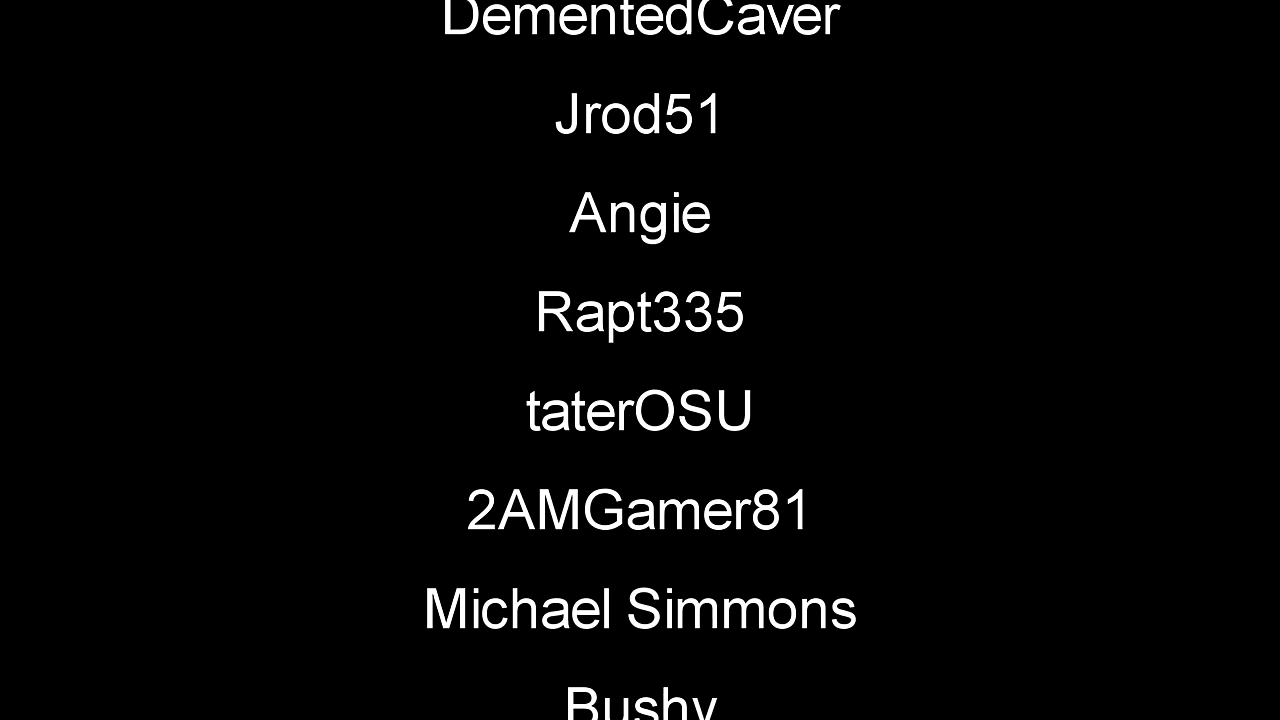 DementedCaver
Jrod51
Angie
Rapt335
taterOSU
2AMGamer81
Michael Simmons
Bushy